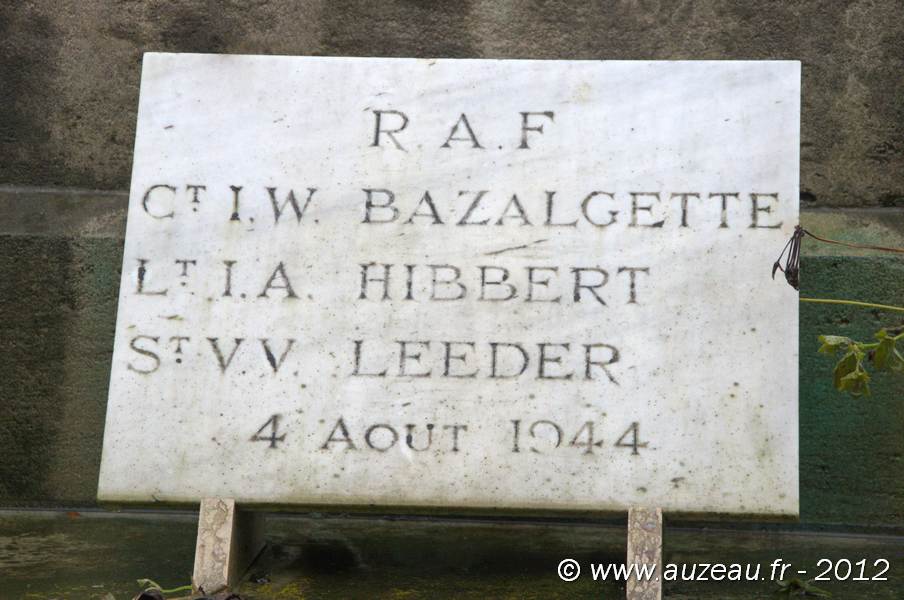 R.A.F
CT I.W. BAZALGETTE
LT I.A. HIBBERT
ST V V. LEEDER
4 AOUT 1944
© www.auzeau.fr - 2012